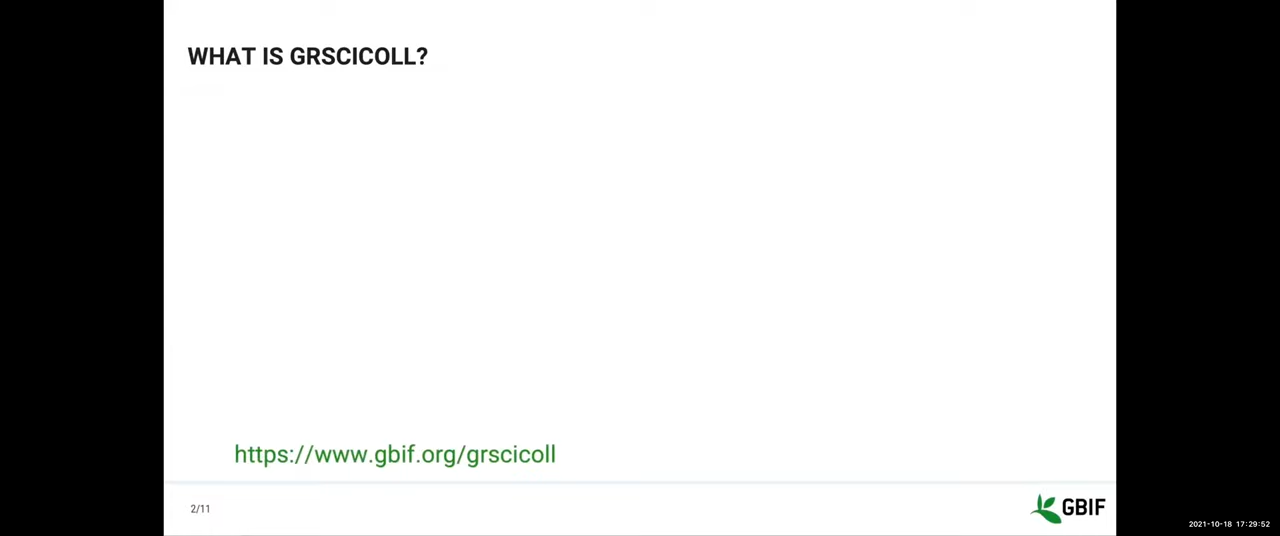 WHAT IS GRSCICOLL?
https://www.gbif.org/grscicoll
2/11
GBIF
2021-10-18 17:29:52